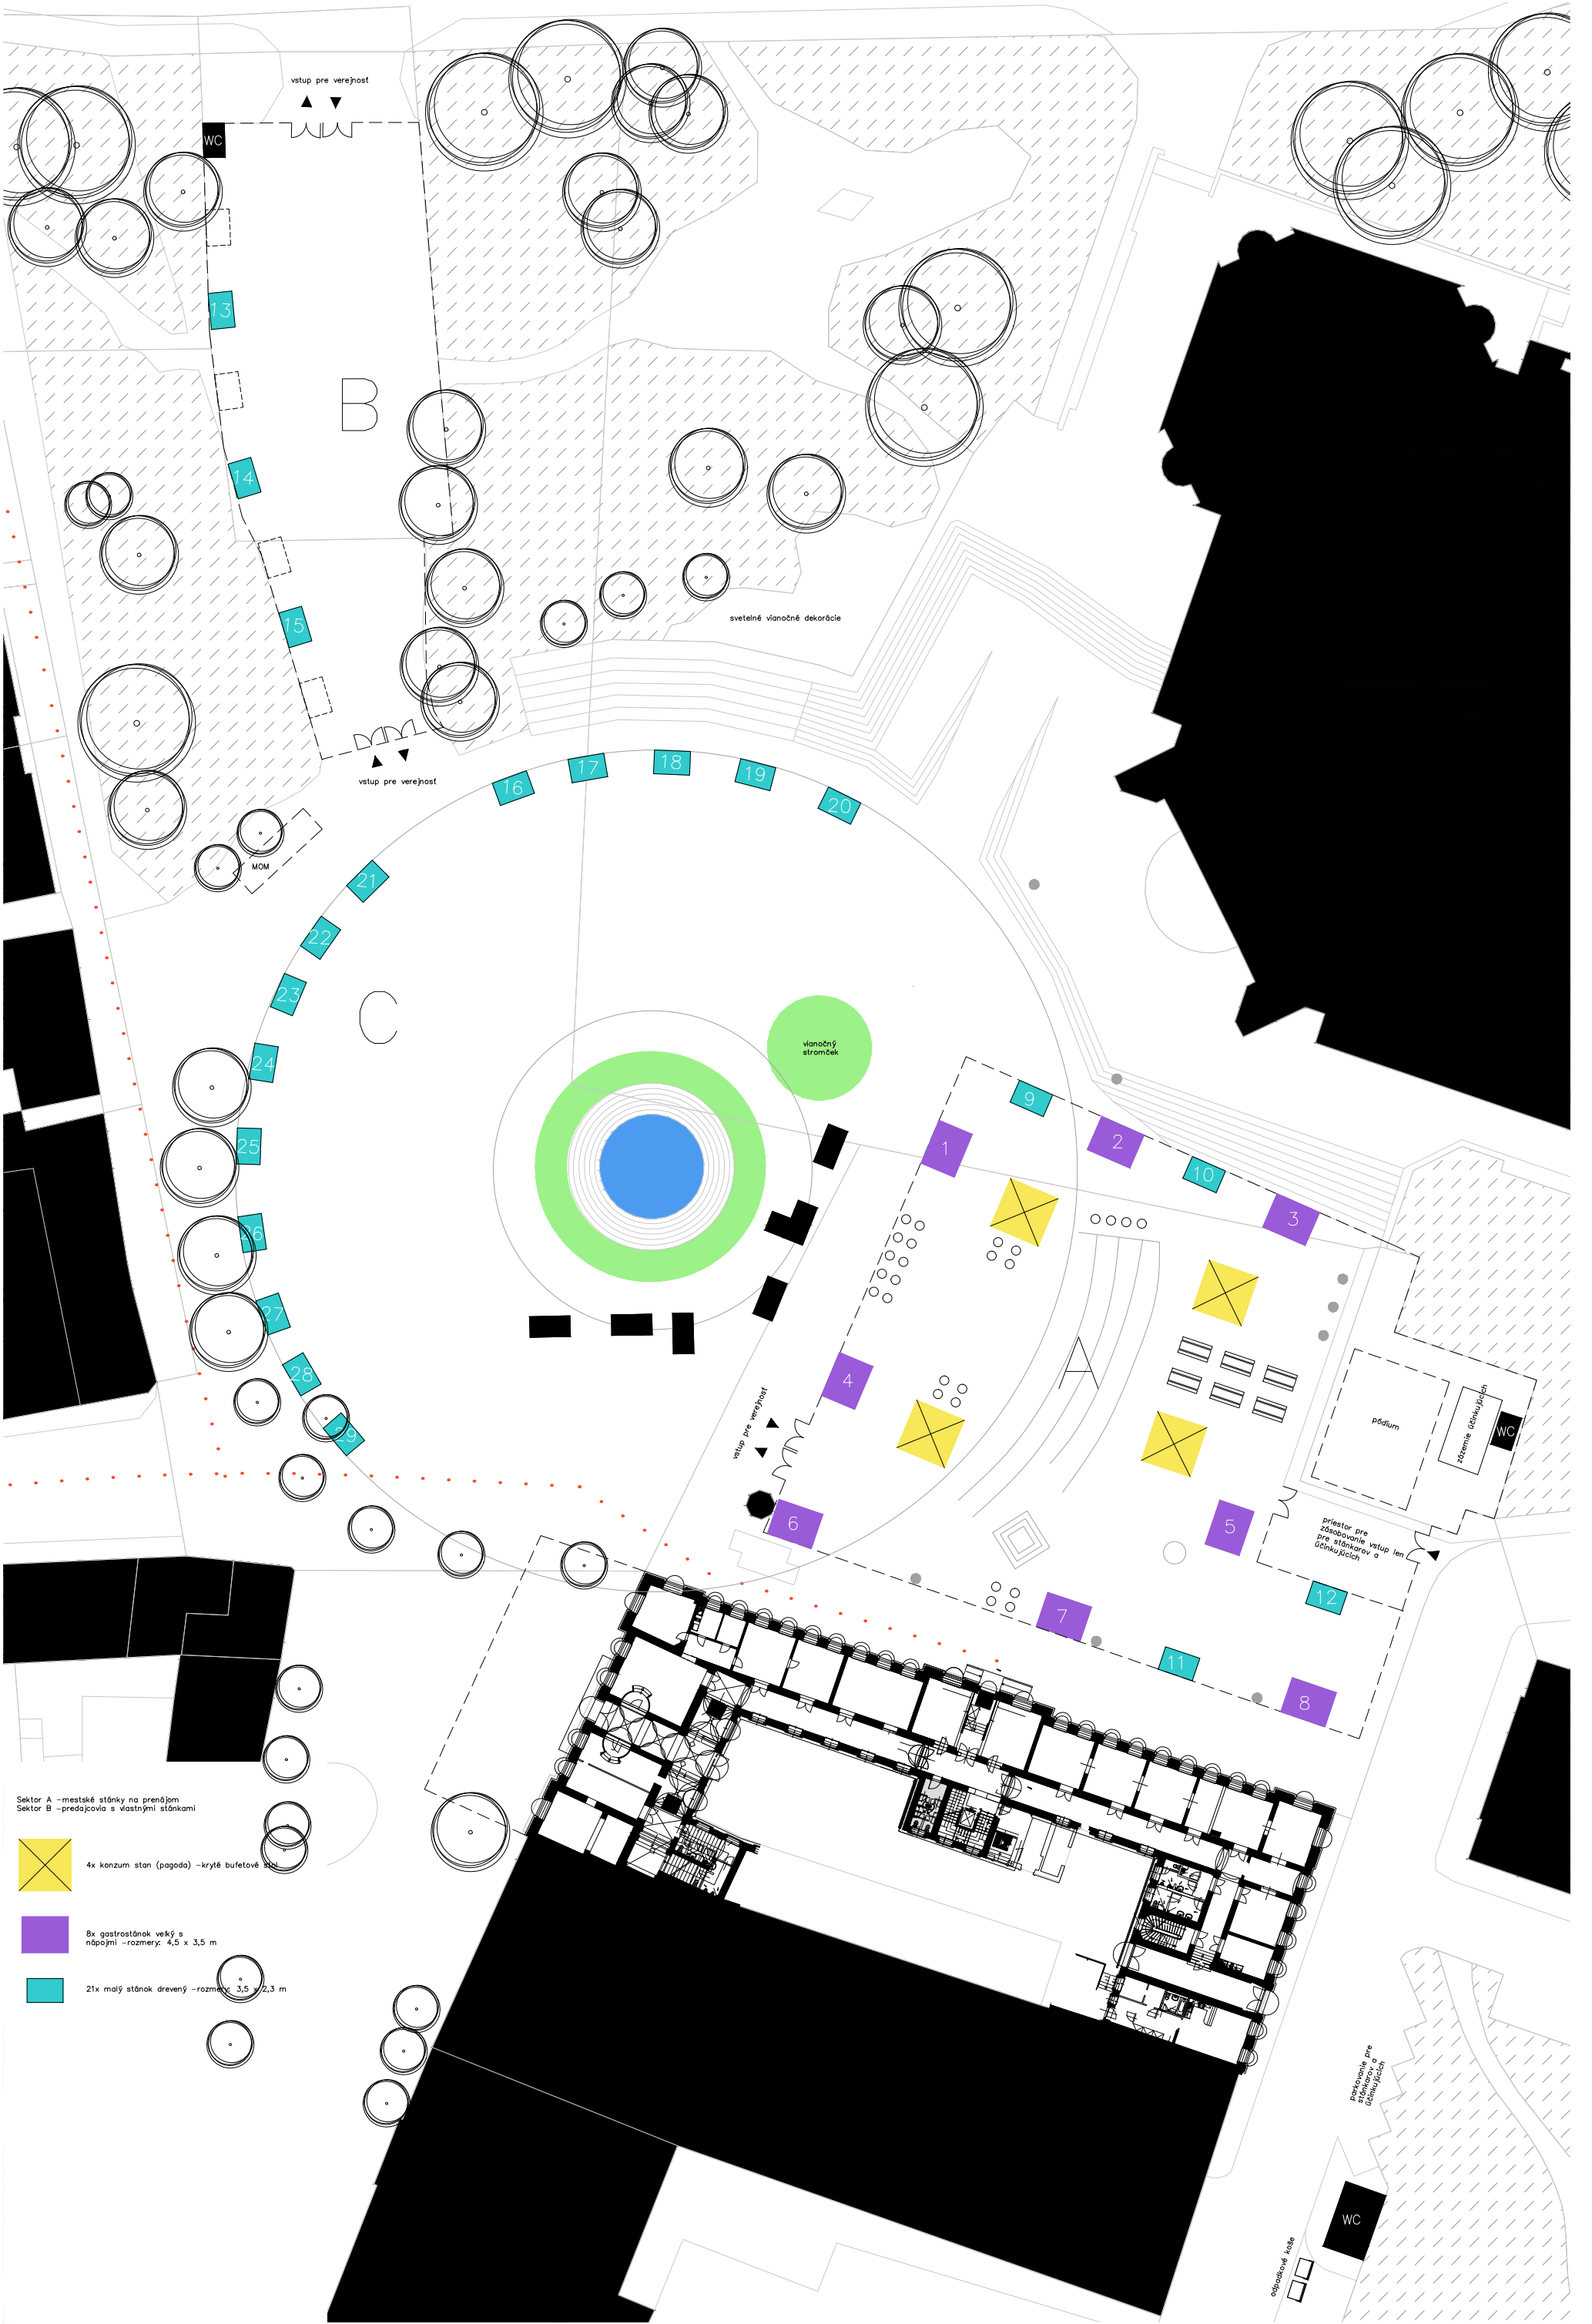 vstup pre verejnosť
WC
13
B
14
15
svetelné vianočné dekorácie
vstup pre verejnosť
16
17
18
19
20
MOM
21
22
23
C
24
vianočný
stromček
9
1
2
25
10
3
26
27
28
4
A
29
vstup pre verejnosť
pódium
zázemie účinkujúcich
WC
6
5
priestor pre
zásobovanie vstup len
pre stánkarov a
účinkujúcich
12
7
11
8
Sektor A -mestské stánky na prenájom
Sektor B -predajcovia s vlastnými stánkami
4x konzum stan (pagoda) -kryté bufetové
8x gastrostánok veľký s
nápojmi -rozmery: 4,5 x 3,5 m
21x malý stánok drevený -rozmery: 3,5 x 2,3 m
parkovanie pre
stánkarov a
účinkujúcich
WC
odpadkové koše